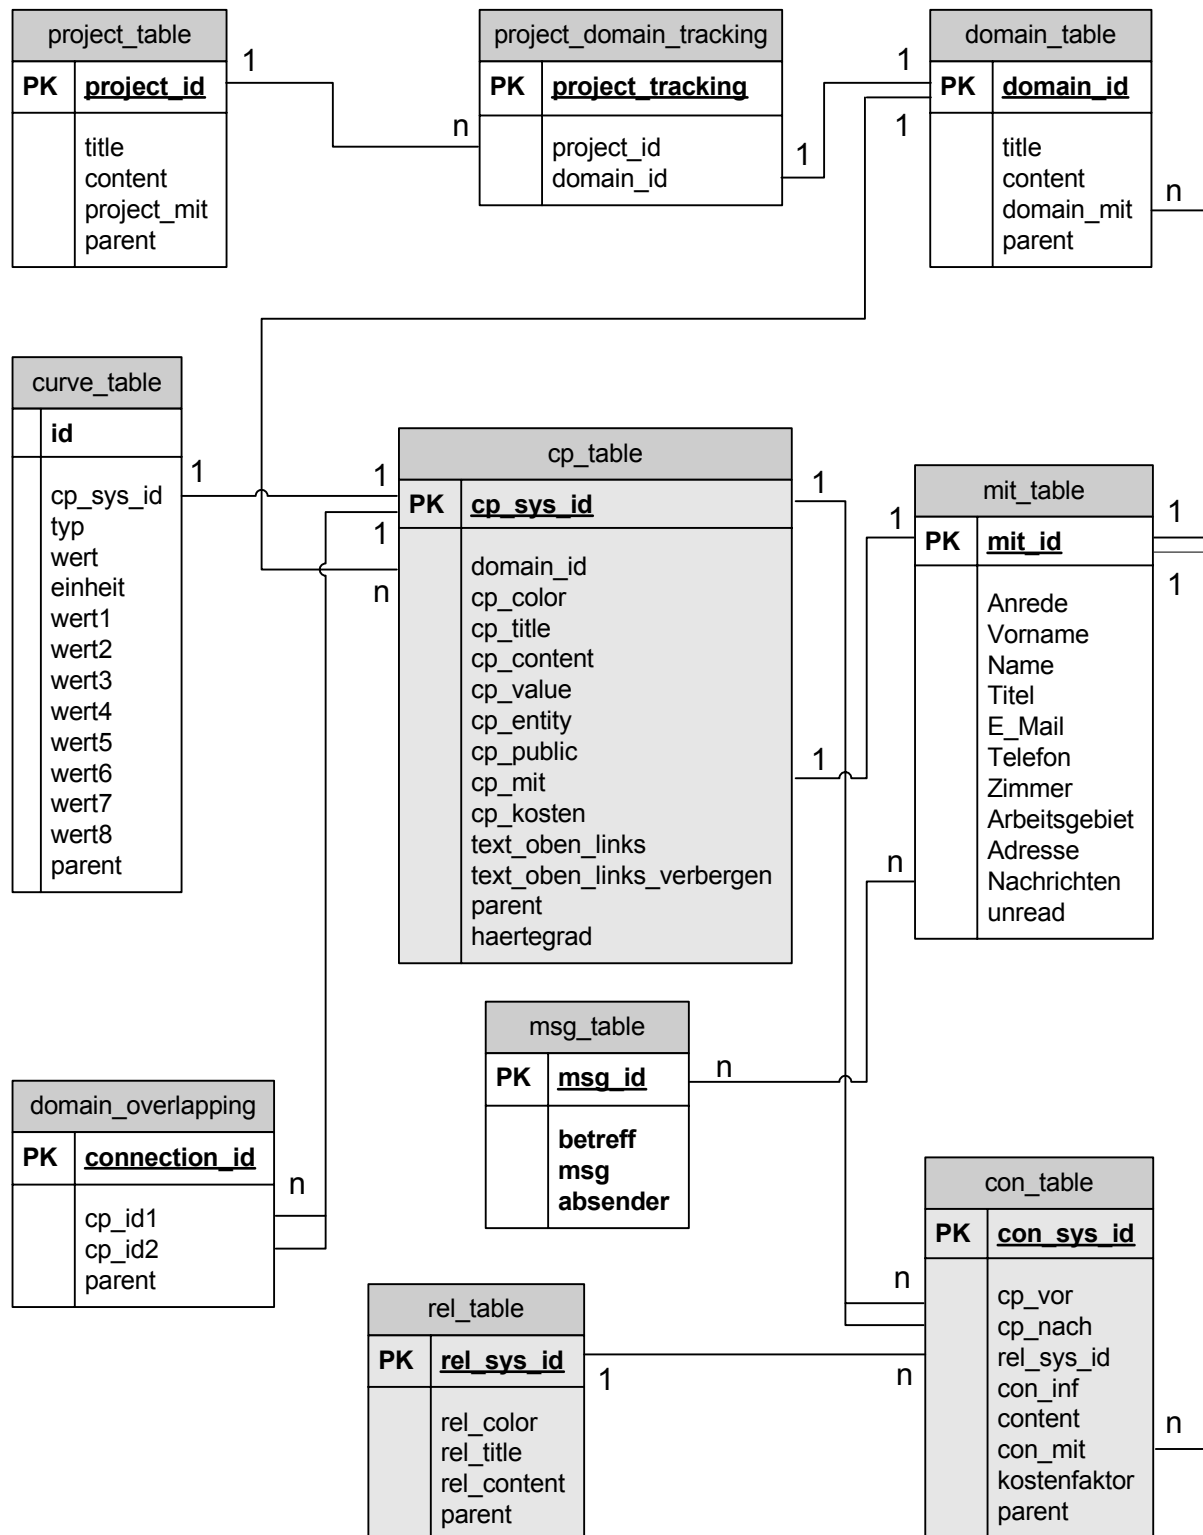 project_table
PK project_id
title
content
project_mit
parent
1
n
project_domain_tracking
PK project_tracking
project_id
domain_id
1
1
domain_table
PK domain_id
1
title
content
domain_mit
parent
n
curve_table
id
cp_sys_id
typ
wert
einheit
wert1
wert2
wert3
wert4
wert5
wert6
wert7
wert8
parent
1
1
1
n
cp_table
PK cp_sys_id
domain_id
cp_color
cp_title
cp_content
cp_value
cp_entity
cp_public
cp_mit
cp_kosten
text_oben_links
text_oben_links_verbergen
parent
haertegrad
1
1
1
n
mit_table
PK mit_id
Anrede
Vorname
Name
Titel
E_Mail
Telefon
Zimmer
Arbeitsgebiet
Adresse
Nachrichten
unread
1
1
msg_table
PK msg_id
betreff
msg
absender
n
domain_overlapping
PK connection_id
cp_id1
cp_id2
parent
n
rel_table
PK rel_sys_id
rel_color
rel_title
rel_content
parent
1
n
n
con_table
PK con_sys_id
cp_vor
cp_nach
rel_sys_id
con_inf
content
con_mit
kostenfaktor
parent
n